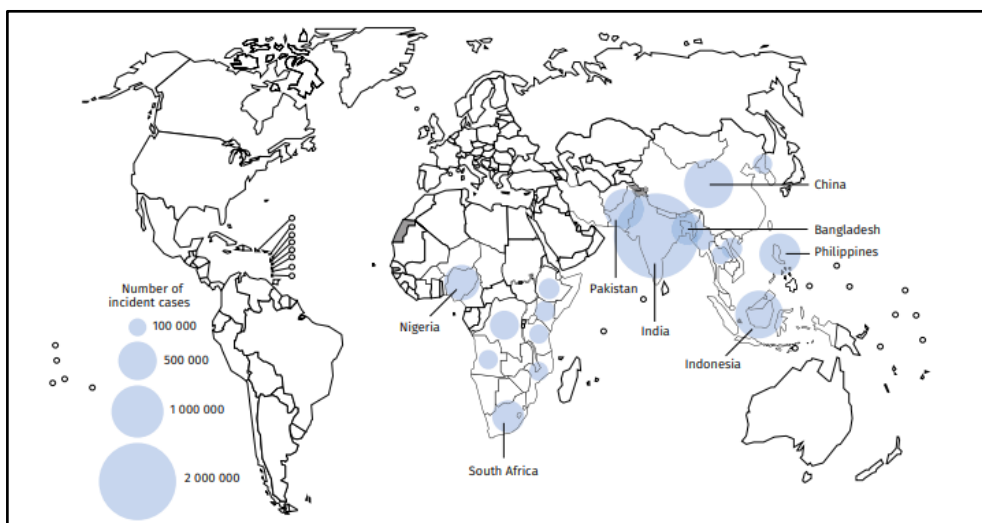 China
Bangladesh
Philippines
Pakistan
India
Indonesia
Nigeria
South Africa
Number of
incident cases
100 000
500 000
1 000 000
2 000 000